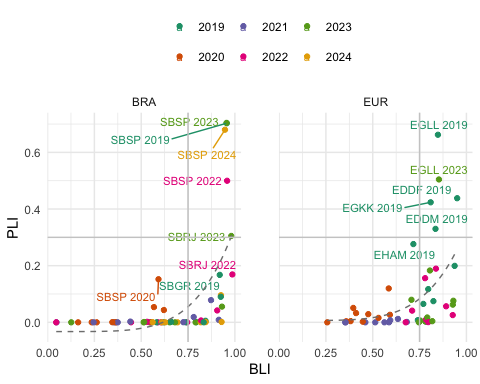 2019 2021 2023
2020 2022 2024
BRA EUR
SBSP 2023
SBSP 2019
SBSP 2024
SBSP 2022
SBRJ 2023
SBRJ 2022
SBGR 2019
SBSP 2020
EGLL 2019
EGLL 2023
EDDF 2019
EGKK 2019
EDDM 2019
EHAM 2019
0.6
0.4
0.2
0.0
PLI
0.00 0.25 0.50 0.75 1.00 0.00 0.25 0.50 0.75 1.00
BLI